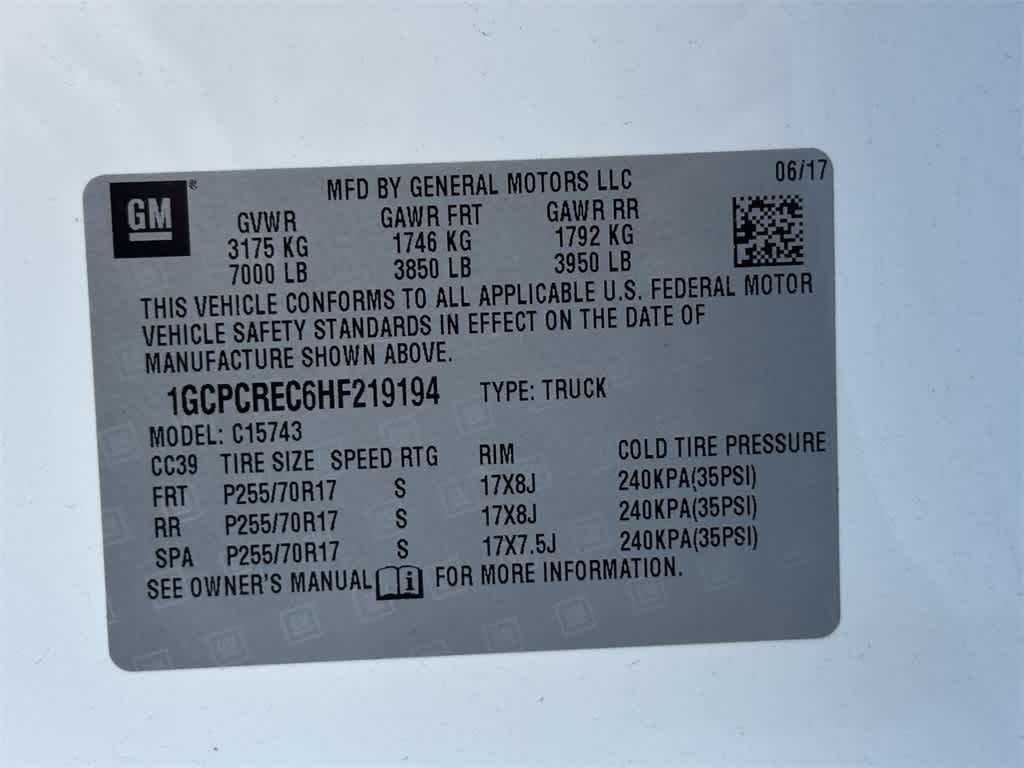 GM® MFD BY GENERAL MOTORS LLC 06/17
GVWR GAWR FRT GAWR RR
3175 KG 1746 KG 1792 KG
7000 LB 3850 LB 3950 LB
THIS VEHICLE CONFORMS TO ALL APPLICABLE U.S. FEDERAL MOTOR
VEHICLE SAFETY STANDARDS IN EFFECT ON THE DATE OF
MANUFACTURE SHOWN ABOVE.
1GCPCREC6HF219194 TYPE: TRUCK
MODEL: C15743
CC39 TIRE SIZE SPEED RTG RIM COLD TIRE PRESSURE
FRT P255/70R17 S 17X8J 240KPA(35PSI)
RR P255/70R17 S 17X8J 240KPA(35PSI)
SPA P255/70R17 S 17X7.5J 240KPA(35PSI)
SEE OWNER'S MANUAL i FOR MORE INFORMATION.